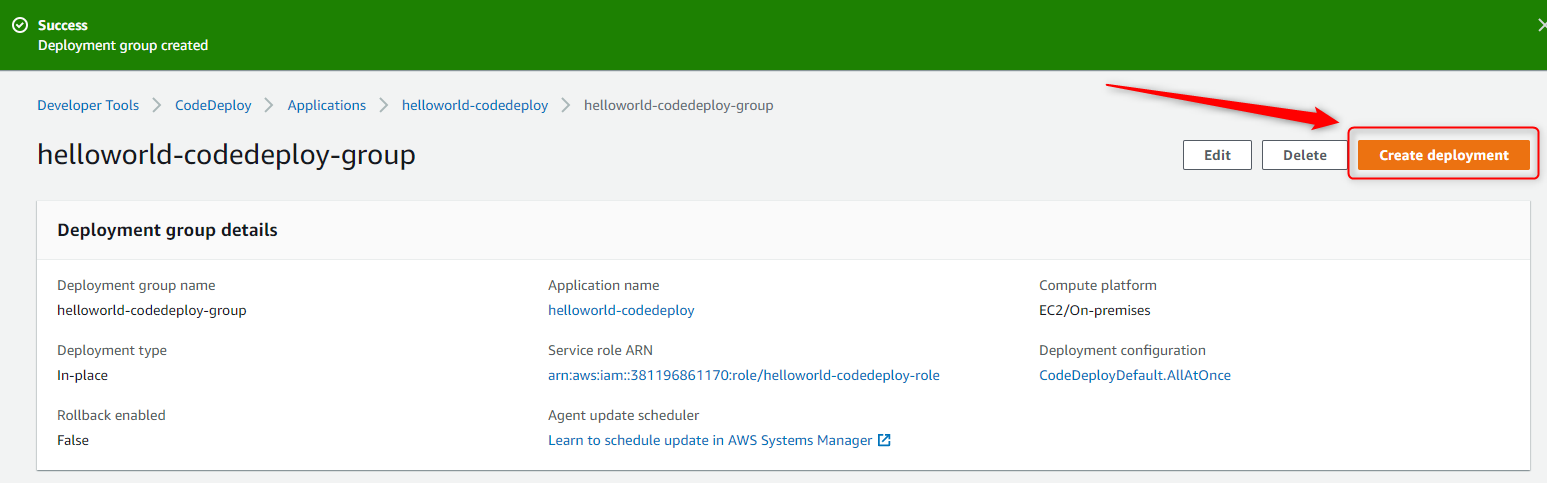 Success
Deployment group created
Developer Tools > CodeDeploy > Applications > helloworld-codedeploy > helloworld-codedeploy-group
helloworld-codedeploy-group
Edit Delete Create deployment
Deployment group details
Deployment group name Application name Compute platform
helloworld-codedeploy-group helloworld-codedeploy EC2/On-premises
Deployment type Service role ARN Deployment configuration
In-place arn:aws:iam::381196861170:role/helloworld-codedeploy-role CodeDeployDefault.AllAtOnce
Rollback enabled Agent update scheduler
False Learn to schedule update in AWS Systems Manager